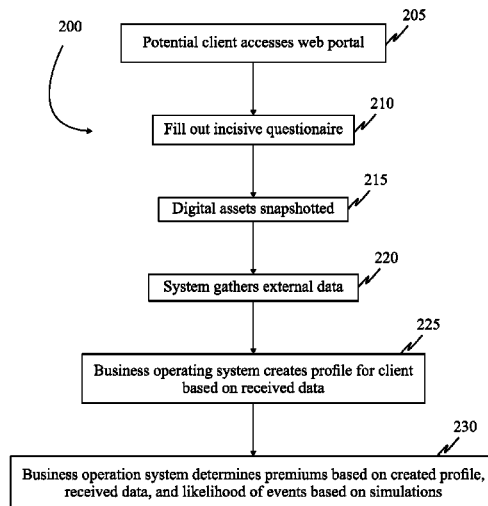 205
Potential client accesses web portal
200
210
Fill out incisive questionaire
215
Digital assets snapshotted
220
System gathers external data
225
Business operating system creates profile for client
based on received data
230
Business operation system determines premiums based on created profile,
received data, and likelihood of events based on simulations